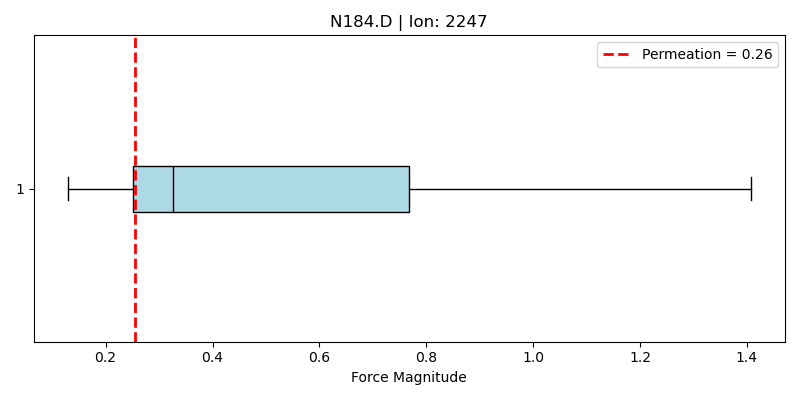 N184.D | Ion: 2247
Permeation = 0.26
1
0.2 0.4 0.6 0.8 1.0 1.2 1.4
Force Magnitude